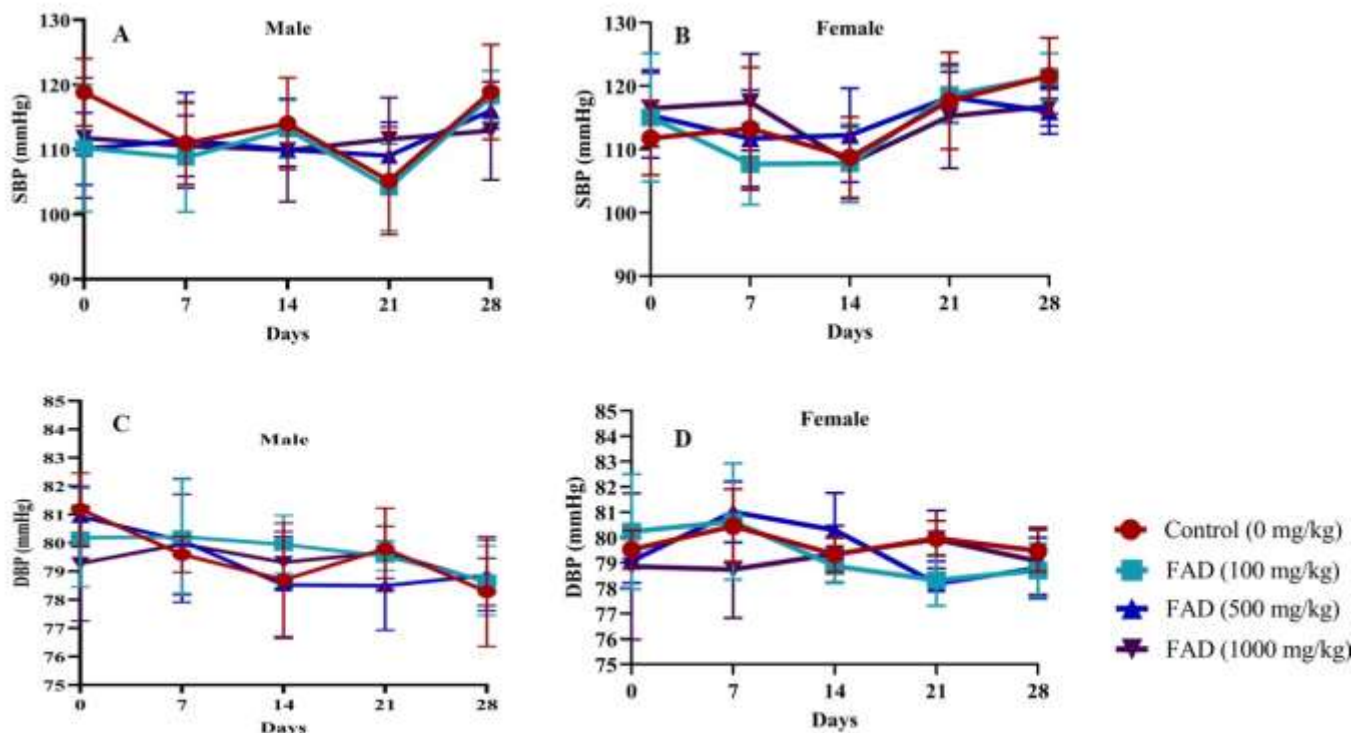 A
Male
SBP (mmHg)
130
120
110
100
90
0 7 14 21 28
Days
B
Female
SBP (mmHg)
130
120
110
100
90
0 7 14 21 28
Days
C
Male
DBP (mmHg)
85
84
83
82
81
80
79
78
77
76
75
0 7 14 21 28
Days
D
Female
DBP (mmHg)
85
84
83
82
81
80
79
78
77
76
75
0 7 14 21 28
Days
Control (0 mg/kg)
FAD (100 mg/kg)
FAD (500 mg/kg)
FAD (1000 mg/kg)